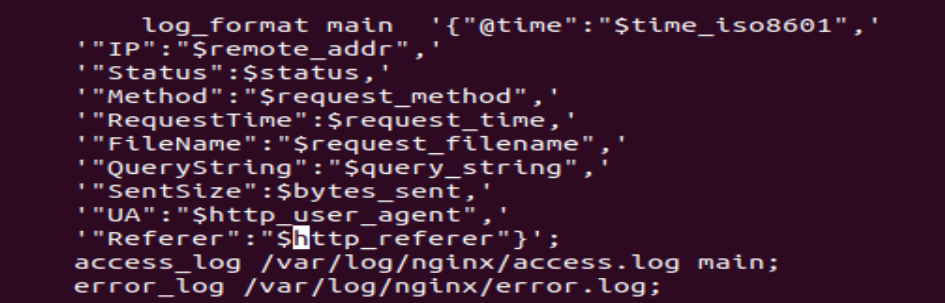 log_format main '{"@time":"$time_iso8601",'
'"IP":"$remote_addr",'
'"Status":$status,'
'"Method":"$request_method",'
'"RequestTime":$request_time,'
'"FileName":"$request_filename",'
'"QueryString":"$query_string",'
'"SentSize":$bytes_sent,'
'"UA":"$http_user_agent",'
'"Referer":"$http_referer"}';
access_log /var/log/nginx/access.log main;
error_log /var/log/nginx/error.log;